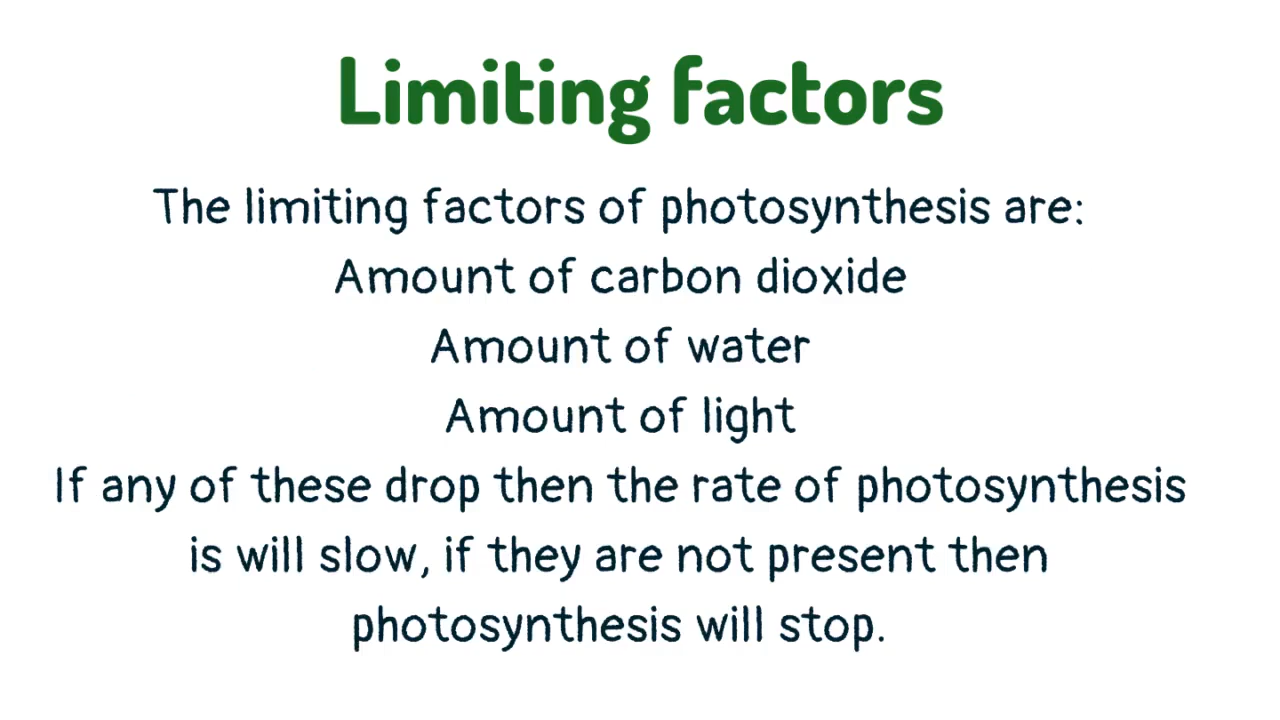 Limiting factors
The limiting factors of photosynthesis are:
Amount of carbon dioxide
Amount of water
Amount of light
If any of these drop then the rate of photosynthesis
is will slow, if they are not present then
photosynthesis will stop.